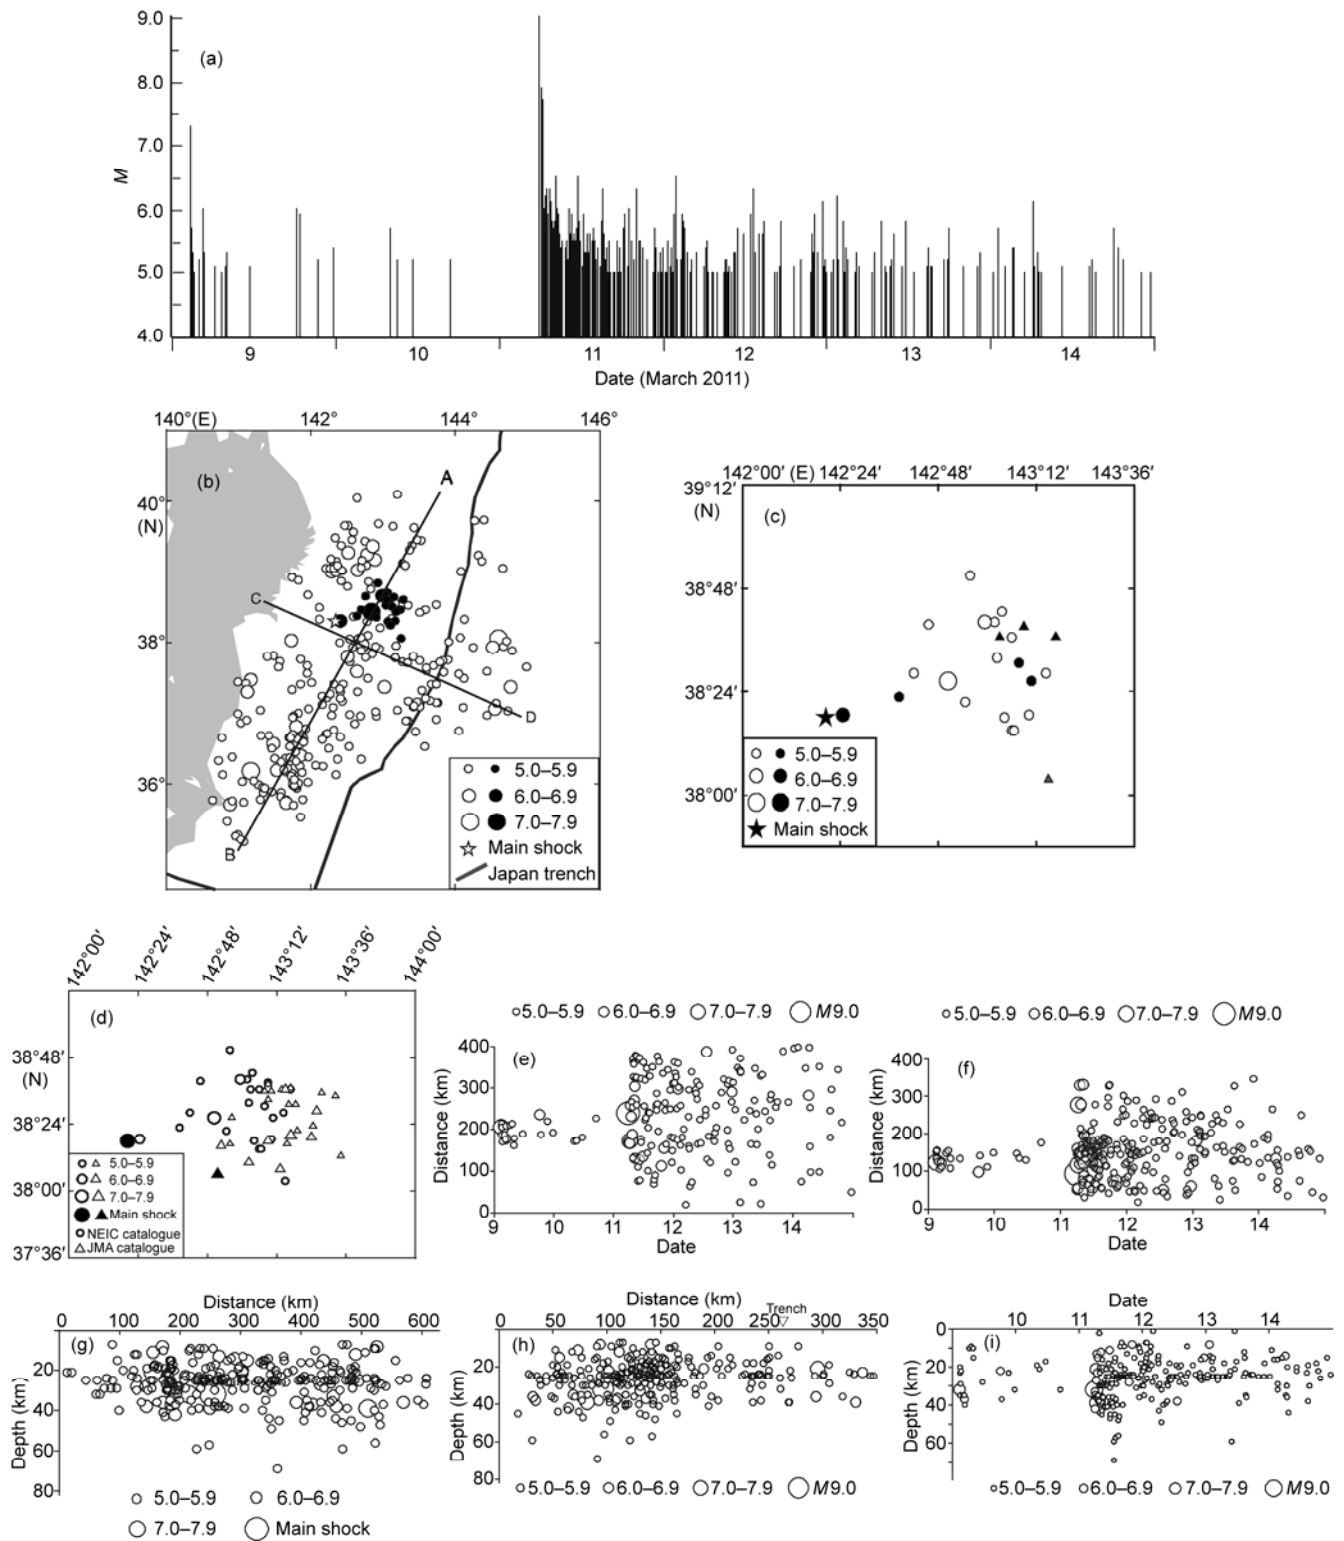 (a)
M
9.0
8.0
7.0
6.0
5.0
4.0
9 10 11 12 13 14
Date (March 2011)
140°(E) 142° 144° 146°
(b)
40°
(N)
38°
36°
A
C
D
B
5.0–5.9
6.0–6.9
7.0–7.9
Main shock
Japan trench
142°00′ (E) 142°24′ 142°48′ 143°12′ 143°36′
39°12′
(N)
(c)
38°48′
38°24′
38°00′
5.0–5.9
6.0–6.9
7.0–7.9
Main shock
142°00′ 142°24′ 142°48′ 143°12′ 143°36′ 144°00′
(d)
38°48′
(N)
38°24′
38°00′
37°36′
5.0–5.9
6.0–6.9
7.0–7.9
Main shock
NEIC catalogue
JMA catalogue
5.0–5.9 6.0–6.9 7.0–7.9 M9.0
(e)
Distance (km)
400
300
200
100
0
9 10 11 12 13 14
Date
5.0–5.9 6.0–6.9 7.0–7.9 M9.0
(f)
Distance (km)
400
300
200
100
0
9 10 11 12 13 14
Date
Distance (km)
0 100 200 300 400 500 600
(g)
Depth (km)
20
40
60
80
5.0–5.9 6.0–6.9
7.0–7.9 Main shock
Distance (km)
Trench
0 50 100 150 200 250 300 350
(h)
Depth (km)
20
40
60
80
5.0–5.9 6.0–6.9 7.0–7.9 M9.0
Date
10 11 12 13 14
(i)
Depth (km)
0
20
40
60
5.0–5.9 6.0–6.9 7.0–7.9 M9.0